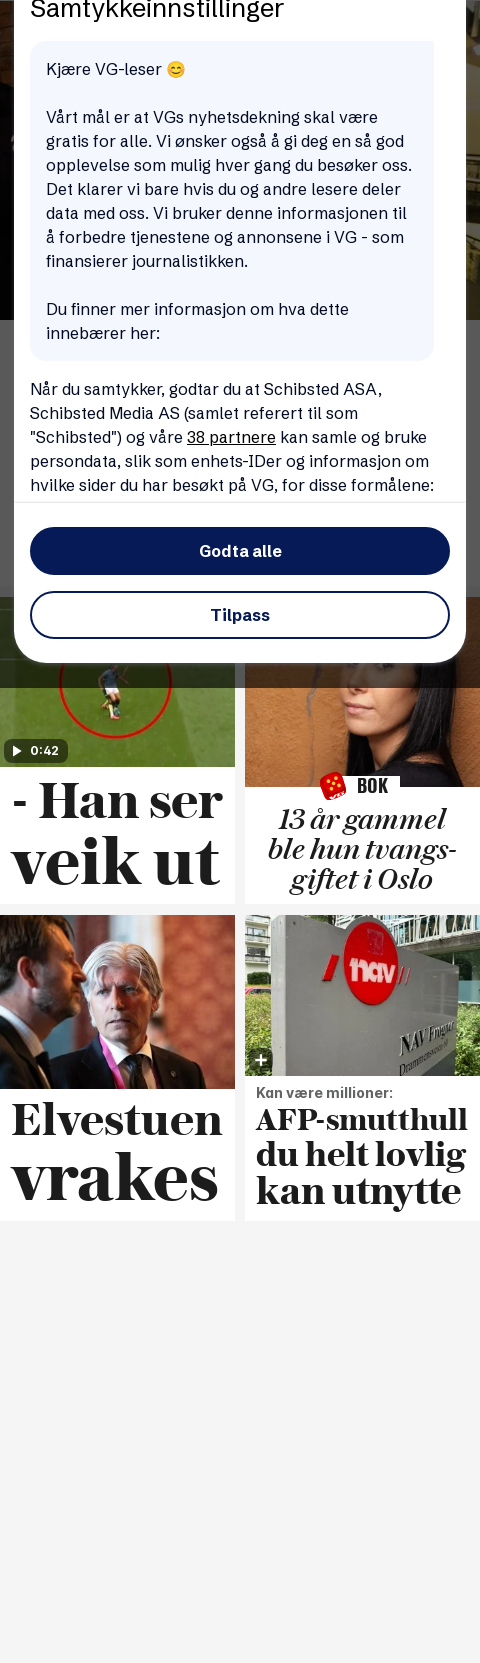 Samtykkeinnstillinger
Kjære VG-leser 😊
Vårt mål er at VGs nyhetsdekning skal være
gratis for alle. Vi ønsker også å gi deg en så god
opplevelse som mulig hver gang du besøker oss.
Det klarer vi bare hvis du og andre lesere deler
data med oss. Vi bruker denne informasjonen til
å forbedre tjenestene og annonsene i VG - som
finansierer journalistikken.
Du finner mer informasjon om hva dette
innebærer her:
Når du samtykker, godtar du at Schibsted ASA,
Schibsted Media AS (samlet referert til som
"Schibsted") og våre 38 partnere kan samle og bruke
persondata, slik som enhets-IDer og informasjon om
hvilke sider du har besøkt på VG, for disse formålene:
Godta alle
Tilpass
0:42
- Han ser
veik ut
BOK
13 år gammel
ble hun tvangs-
giftet i Oslo
Elvestuen
vrakes
nav
NAV Frogner
Kan være millioner:
AFP-smutthull
du helt lovlig
kan utnytte